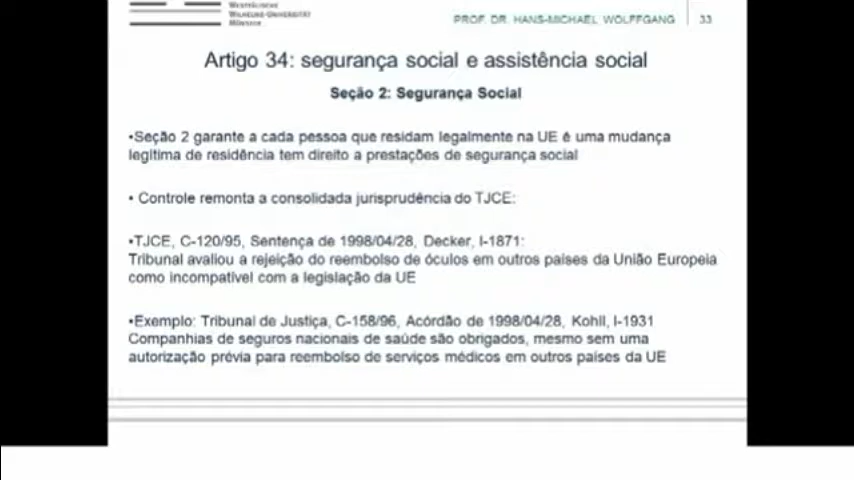 WESTFÄLISCHE
WILHELMS-UNIVERSITÄT
MÜNSTER
PROF. DR. HANS-MICHAEL WOLFFGANG
33
Artigo 34: segurança social e assistência social
Seção 2: Segurança Social
•Seção 2 garante a cada pessoa que residam legalmente na UE é uma mudança
legítima de residência tem direito a prestações de segurança social
• Controle remonta a consolidada jurisprudência do TJCE:
•TJCE, C-120/95, Sentença de 1998/04/28, Decker, I-1871:
Tribunal avaliou a rejeição do reembolso de óculos em outros países da União Europeia
como incompatível com a legislação da UE
•Exemplo: Tribunal de Justiça, C-158/96, Acórdão de 1998/04/28, Kohll, I-1931
Companhias de seguros nacionais de saúde são obrigados, mesmo sem uma
autorização prévia para reembolso de serviços médicos em outros países da UE